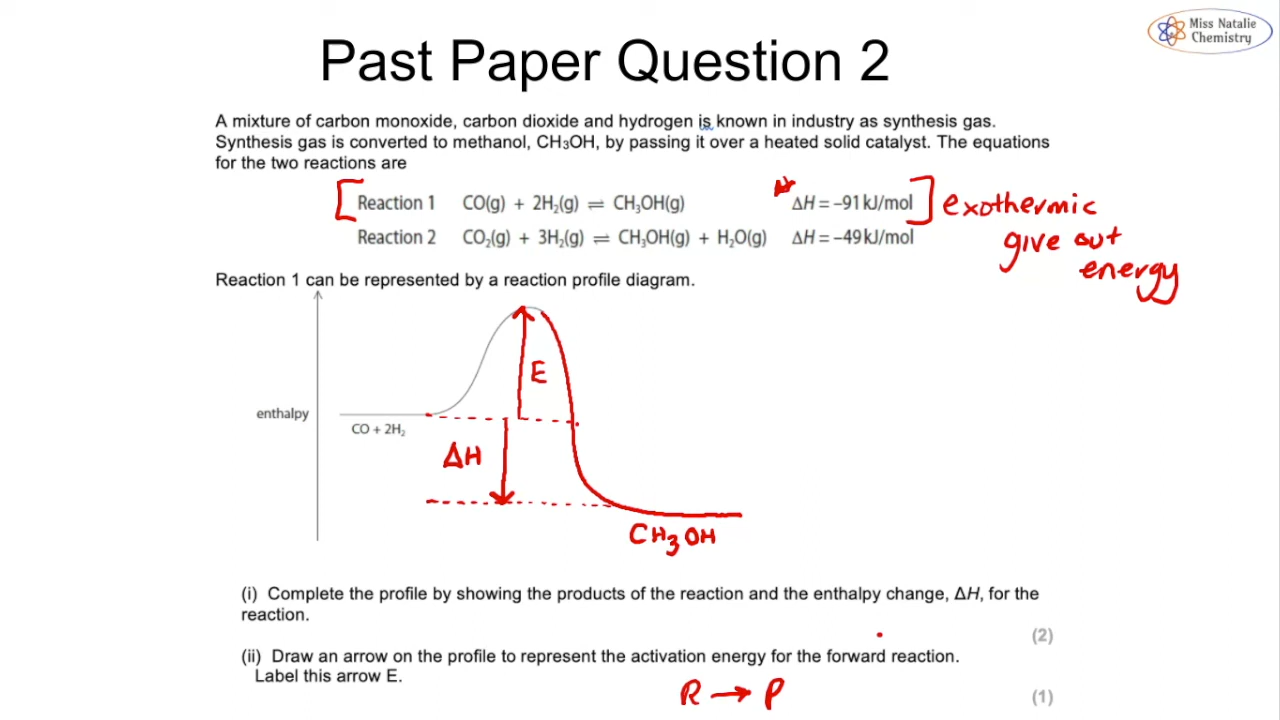 Miss Natalie
Chemistry
Past Paper Question 2
A mixture of carbon monoxide, carbon dioxide and hydrogen is known in industry as synthesis gas.
Synthesis gas is converted to methanol, CH₃OH, by passing it over a heated solid catalyst. The equations
for the two reactions are
Reaction 1 CO(g) + 2H₂(g) ⇌ CH₃OH(g) ΔH = –91 kJ/mol exothermic
give out
Reaction 2 CO₂(g) + 3H₂(g) ⇌ CH₃OH(g) + H₂O(g) ΔH = –49 kJ/mol
energy
Reaction 1 can be represented by a reaction profile diagram.
E
enthalpy
CO + 2H₂
ΔH
CH₃OH
(i) Complete the profile by showing the products of the reaction and the enthalpy change, ΔH, for the
reaction.
(2)
(ii) Draw an arrow on the profile to represent the activation energy for the forward reaction.
Label this arrow E.
R → P
(1)